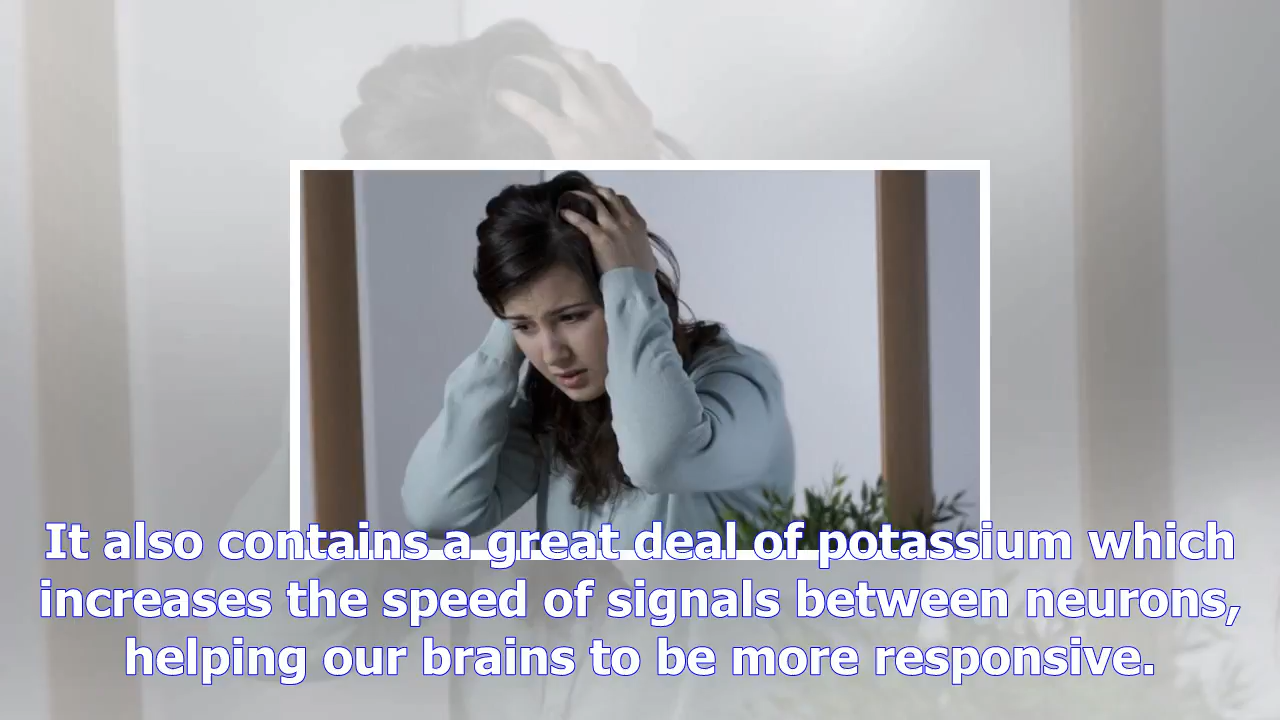 It also contains a great deal of potassium which
increases the speed of signals between neurons,
helping our brains to be more responsive.